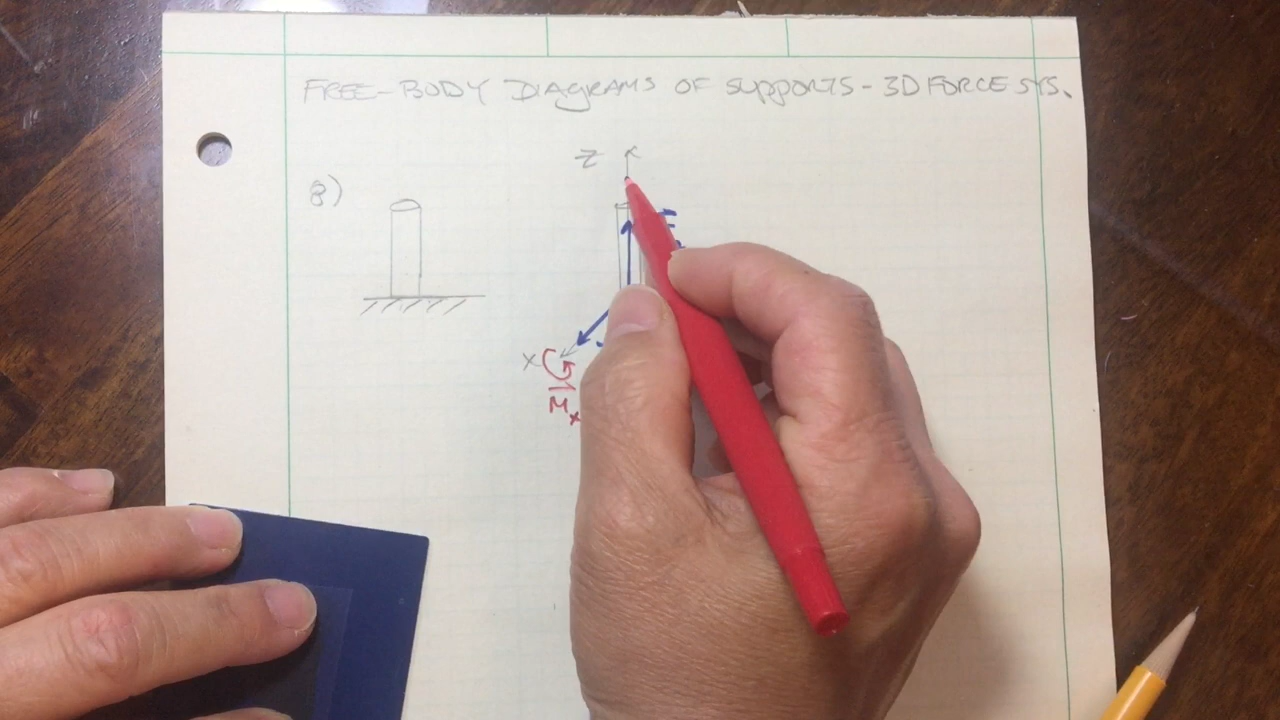 FREE-BODY DIAGRAMS OF SUPPORTS - 3D FORCE SYS.
8)
Z
F
X
Mx